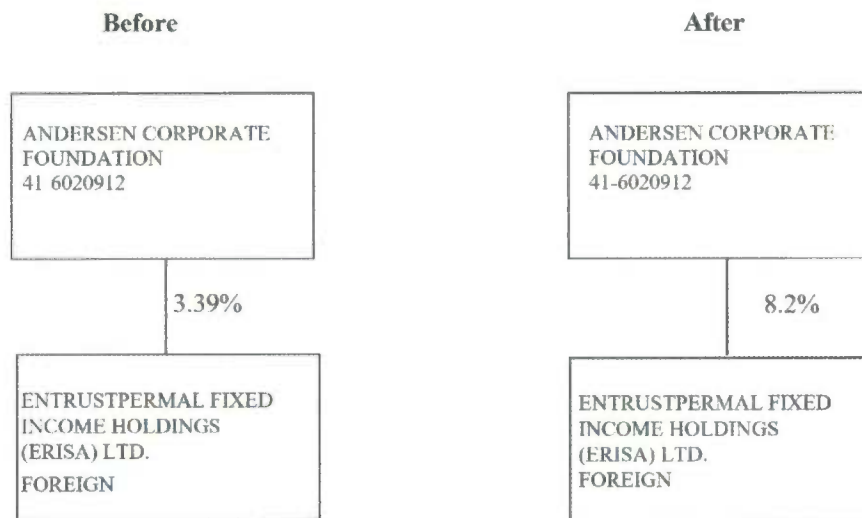 Before
ANDERSEN CORPORATE
FOUNDATION
41 6020912
3.39%
ENTRUSTPERMAL FIXED
INCOME HOLDINGS
(ERISA) LTD.
FOREIGN
After
ANDERSEN CORPORATE
FOUNDATION
41-6020912
8.2%
ENTRUSTPERMAL FIXED
INCOME HOLDINGS
(ERISA) LTD.
FOREIGN